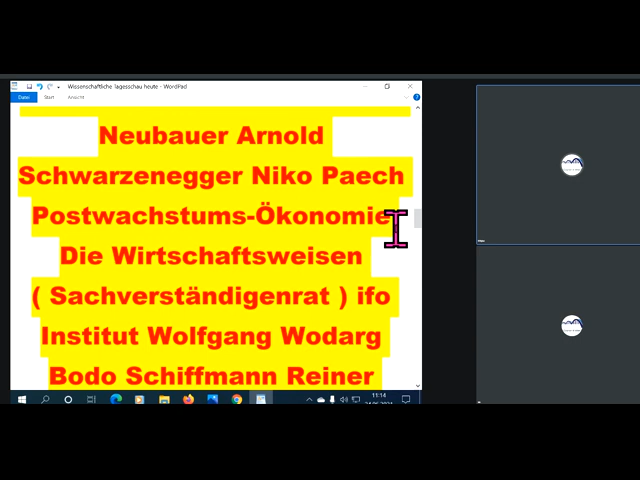 Wissenschaftliche Tagesschau heute - WordPad
Datei Start Ansicht
Neubauer Arnold
Schwarzenegger Niko Paech
Postwachstums-Ökonomie
Die Wirtschaftsweisen
( Sachverständigenrat ) ifo
Institut Wolfgang Wodarg
Bodo Schiffmann Reiner
11:14